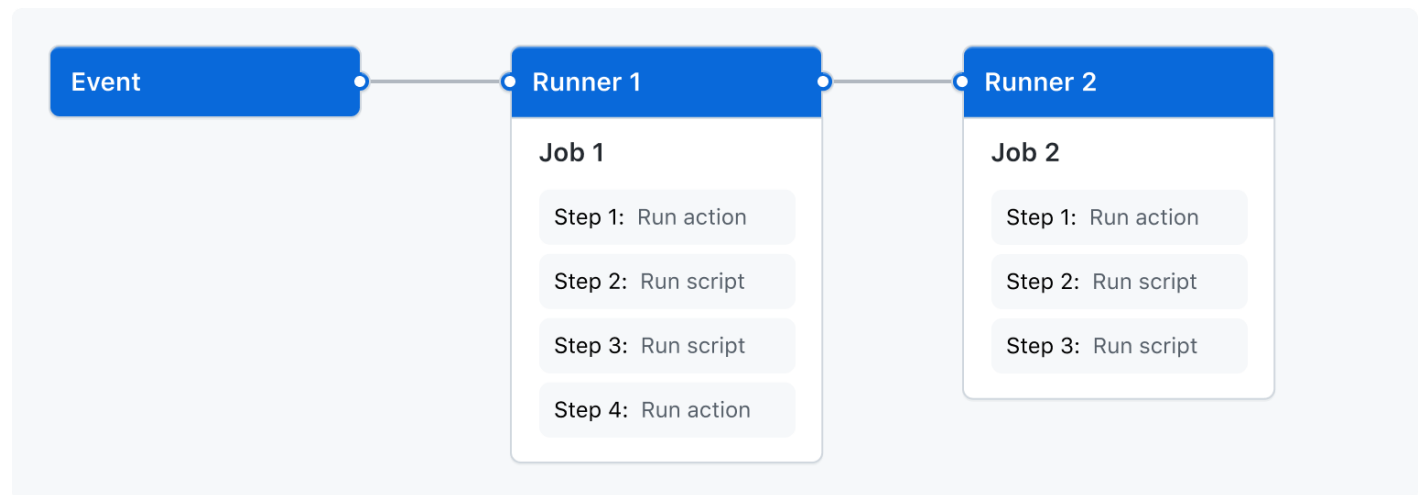 Event
Runner 1
Job 1
Step 1: Run action
Step 2: Run script
Step 3: Run script
Step 4: Run action
Runner 2
Job 2
Step 1: Run action
Step 2: Run script
Step 3: Run script